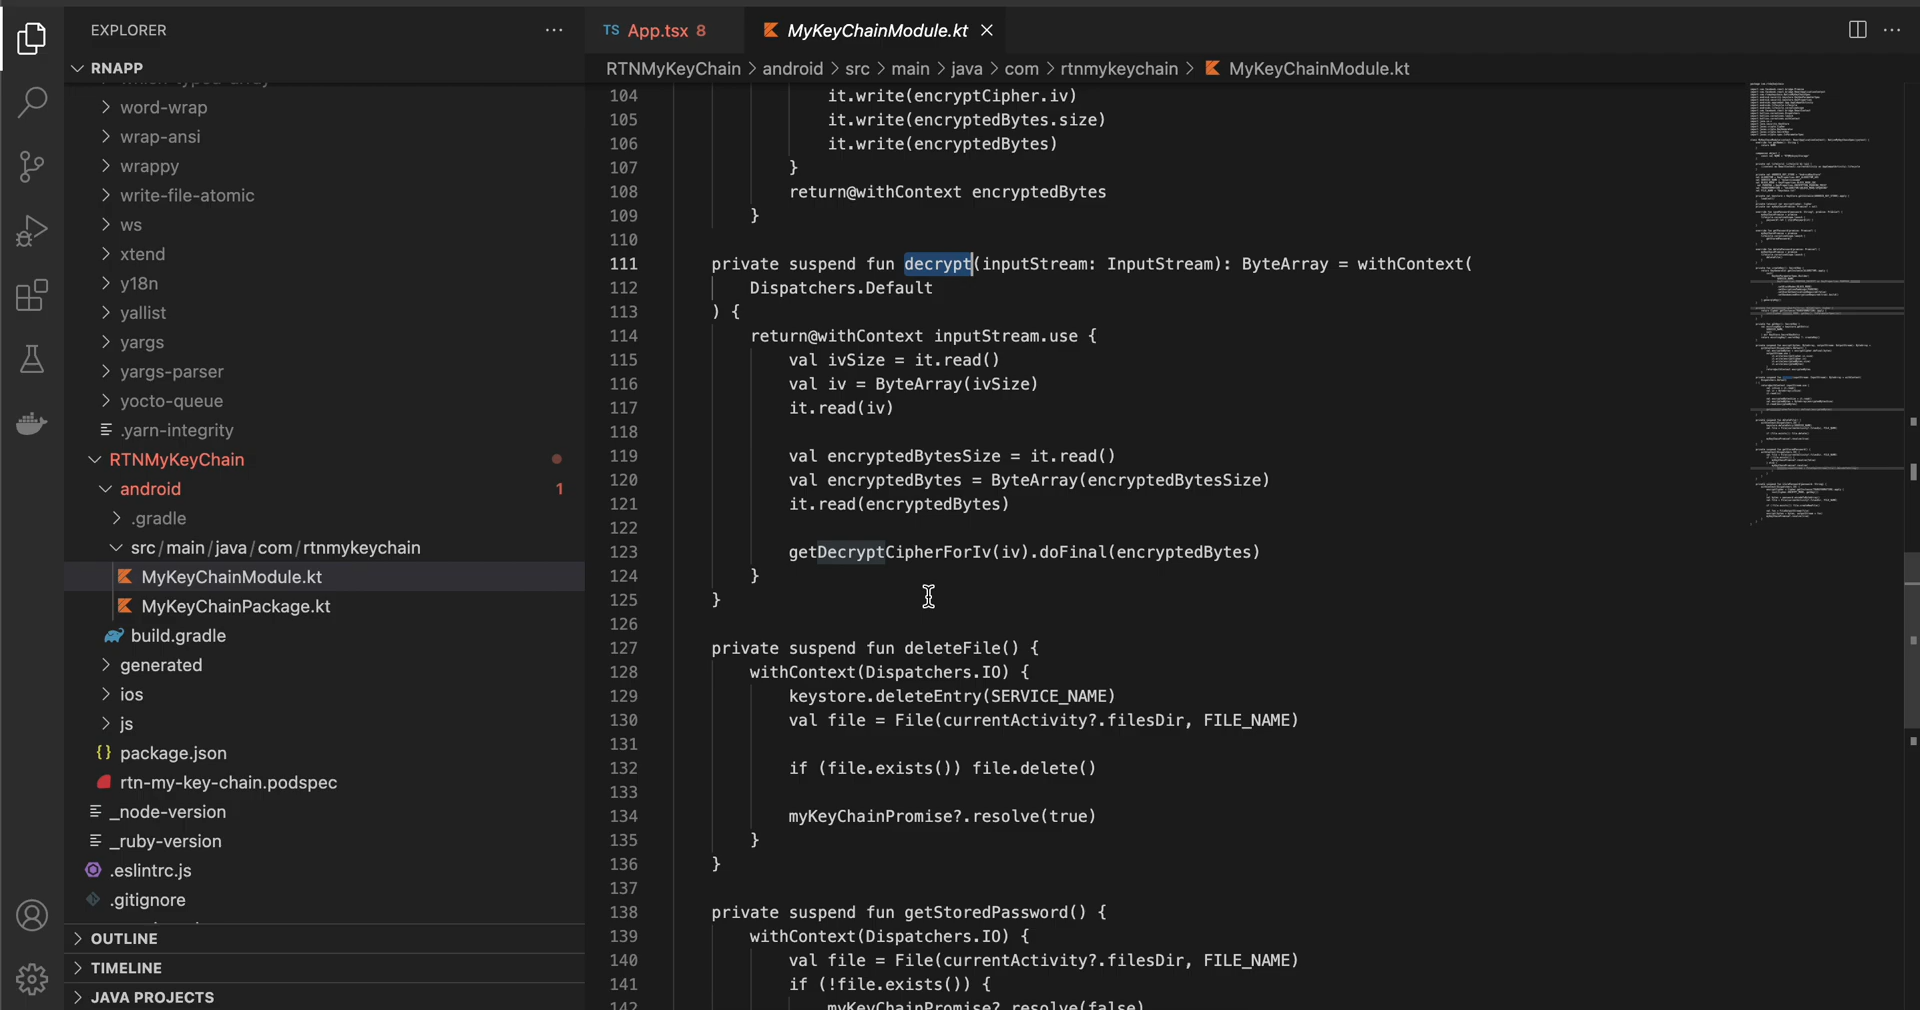 EXPLORER
RNAPP
word-wrap
wrap-ansi
wrappy
write-file-atomic
ws
xtend
y18n
yallist
yargs
yargs-parser
yocto-queue
.yarn-integrity
RTNMyKeyChain
android 1
.gradle
src/main/java/com/rtnmykeychain
MyKeyChainModule.kt
MyKeyChainPackage.kt
build.gradle
generated
ios
js
{} package.json
rtn-my-key-chain.podspec
_node-version
_ruby-version
.eslintrc.js
.gitignore
OUTLINE
TIMELINE
JAVA PROJECTS
TS App.tsx 8
MyKeyChainModule.kt
RTNMyKeyChain > android > src > main > java > com > rtnmykeychain > MyKeyChainModule.kt
104 it.write(encryptCipher.iv)
105 it.write(encryptedBytes.size)
106 it.write(encryptedBytes)
107 }
108 return@withContext encryptedBytes
109 }
110
111 private suspend fun decrypt(inputStream: InputStream): ByteArray = withContext(
112 Dispatchers.Default
113 ) {
114 return@withContext inputStream.use {
115 val ivSize = it.read()
116 val iv = ByteArray(ivSize)
117 it.read(iv)
118
119 val encryptedBytesSize = it.read()
120 val encryptedBytes = ByteArray(encryptedBytesSize)
121 it.read(encryptedBytes)
122
123 getDecryptCipherForIv(iv).doFinal(encryptedBytes)
124 }
125 }
126
127 private suspend fun deleteFile() {
128 withContext(Dispatchers.IO) {
129 keystore.deleteEntry(SERVICE_NAME)
130 val file = File(currentActivity?.filesDir, FILE_NAME)
131
132 if (file.exists()) file.delete()
133
134 myKeyChainPromise?.resolve(true)
135 }
136 }
137
138 private suspend fun getStoredPassword() {
139 withContext(Dispatchers.IO) {
140 val file = File(currentActivity?.filesDir, FILE_NAME)
141 if (!file.exists()) {
142 myKeyChainPromise?.resolve(false)